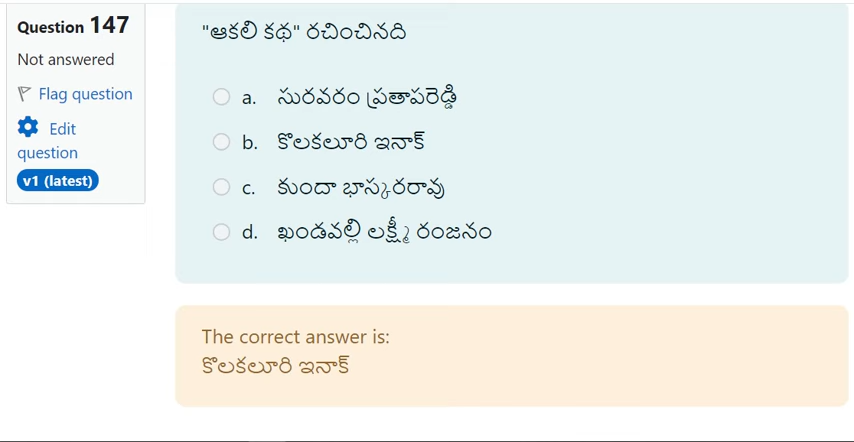 Question 147
Not answered
Flag question
Edit
question
v1 (latest)
"ఆకలి కథ" రచించినది
a. సురవరం ప్రతాపరెడ్డి
b. కొలకలూరి ఇనాక్
c. కుందా భాస్కరరావు
d. ఖండవల్లి లక్ష్మీ రంజనం
The correct answer is:
కొలకలూరి ఇనాక్